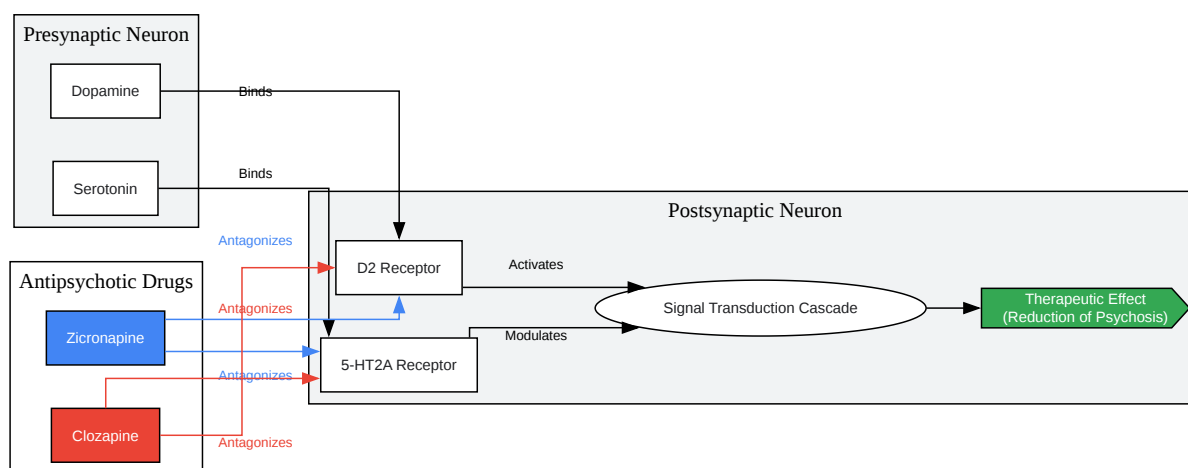 Presynaptic Neuron
Dopamine
Binds
Serotonin
Binds
Postsynaptic Neuron
Antagonizes
D2 Receptor
Activates
Antipsychotic Drugs
Antagonizes
Signal Transduction Cascade
Therapeutic Effect
(Reduction of Psychosis)
Zicronapine
Modulates
5-HT2A Receptor
Antagonizes
Clozapine
Antagonizes